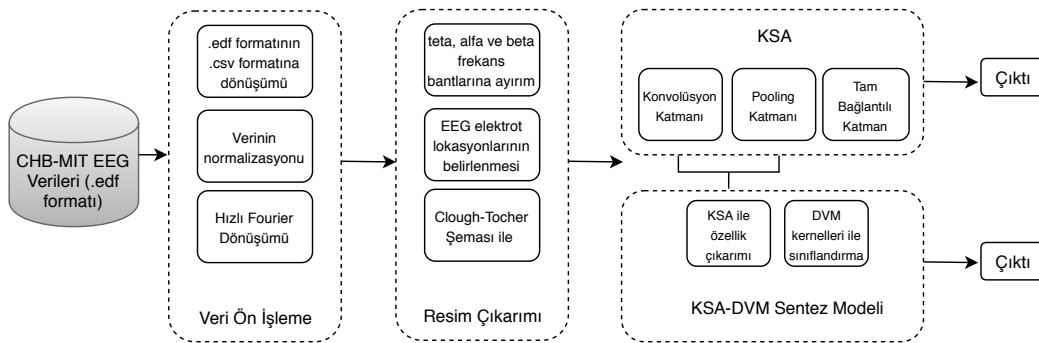 CHB-MIT EEG
Verileri (.edf
formatı)
.edf formatının
.csv formatına
dönüşümü
Verinin
normalizasyonu
Hızlı Fourier
Dönüşümü
Veri Ön İşleme
teta, alfa ve beta
frekans
bantlarına ayırım
EEG elektrot
lokasyonlarının
belirlenmesi
Clough-Tocher
Şeması ile
Resim Çıkarımı
KSA
Konvolüsyon
Katmanı
Pooling
Katmanı
Tam
Bağlantılı
Katman
Çıktı
KSA ile
özellik
çıkarımı
DVM
kernelleri ile
sınıflandırma
KSA-DVM Sentez Modeli
Çıktı